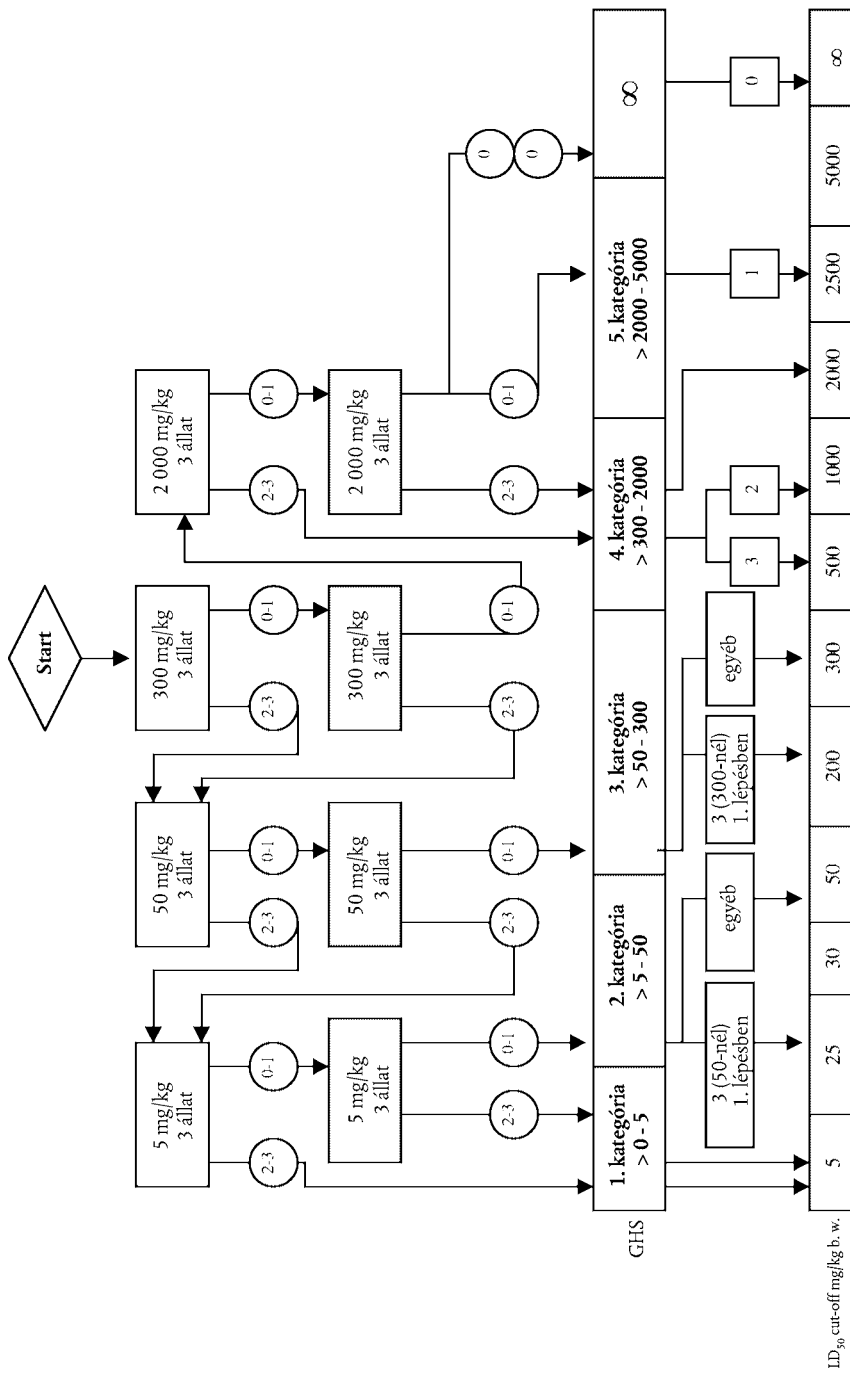 Start
5 mg/kg
3 állat
50 mg/kg
3 állat
300 mg/kg
3 állat
2 000 mg/kg
3 állat
2-3
0-1
2-3
0-1
2-3
0-1
2-3
0-1
5 mg/kg
3 állat
50 mg/kg
3 állat
300 mg/kg
3 állat
2 000 mg/kg
3 állat
2-3
0-1
2-3
0-1
2-3
0-1
2-3
0-1
0
0
GHS
1. kategória
> 0 - 5
2. kategória
> 5 - 50
3. kategória
> 50 - 300
4. kategória
> 300 - 2000
5. kategória
> 2000 - 5000
∞
3 (50-nél)
1. lépésben
egyéb
3 (300-nél)
1. lépésben
egyéb
3
2
1
0
LD50 cut-off mg/kg b. w.
5
25
30
50
200
300
500
1000
2000
2500
5000
∞